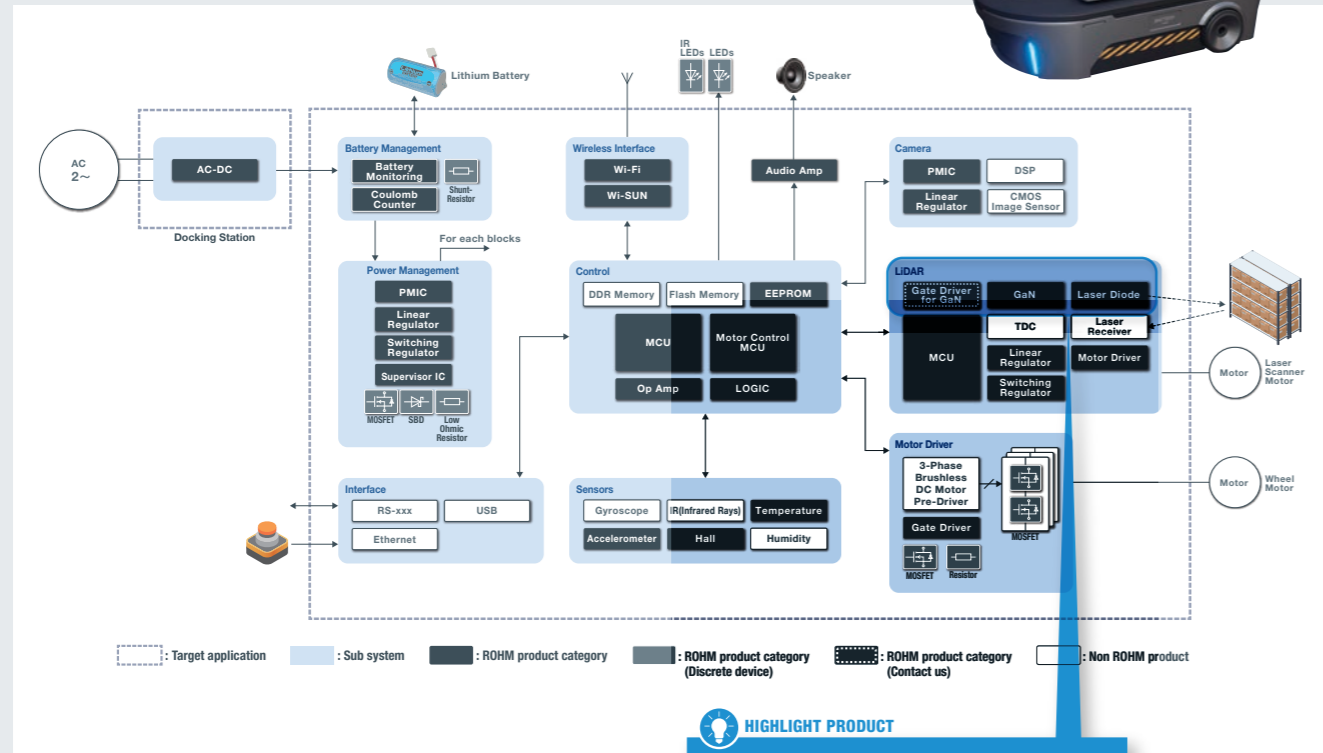 IR
LEDs
LEDs
Lithium Battery
Speaker
AC
2~
AC-DC
Docking Station
Battery Management
Battery
Monitoring
Coulomb
Counter
Shunt-
Resistor
Wireless Interface
Wi-Fi
Wi-SUN
Audio Amp
Camera
PMIC
DSP
Linear
Regulator
CMOS
Image Sensor
For each blocks
Power Management
PMIC
Linear
Regulator
Switching
Regulator
Supervisor IC
MOSFET
SBD
Low
Ohmic
Resistor
Control
DDR Memory
Flash Memory
EEPROM
MCU
Motor Control
MCU
Op Amp
LOGIC
LiDAR
Gate Driver
for GaN
GaN
Laser Diode
MCU
TDC
Laser
Receiver
Linear
Regulator
Motor Driver
Switching
Regulator
Motor
Laser
Scanner
Motor
Interface
RS-xxx
USB
Ethernet
Sensors
Gyroscope
IR(Infrared Rays)
Temperature
Accelerometer
Hall
Humidity
Motor Driver
3-Phase
Brushless
DC Motor
Pre-Driver
MOSFET
Gate Driver
MOSFET
Resistor
Motor
Wheel
Motor
: Target application
: Sub system
: ROHM product category
: ROHM product category
(Discrete device)
: ROHM product category
(Contact us)
: Non ROHM product
HIGHLIGHT PRODUCT